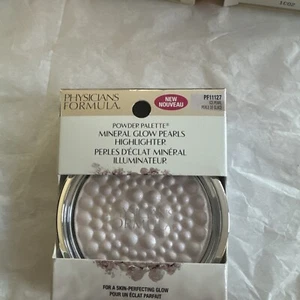 PHYSICIANS
FORMULA®
NEW
NOUVEAU
PF11127
POWDER PALETTE®
MINERAL GLOW PEARLS
HIGHLIGHTER
PERLES D'ÉCLAT MINÉRAL
ILLUMINATEUR
FOR A SKIN-PERFECTING GLOW
POUR UN ÉCLAT PARFAIT